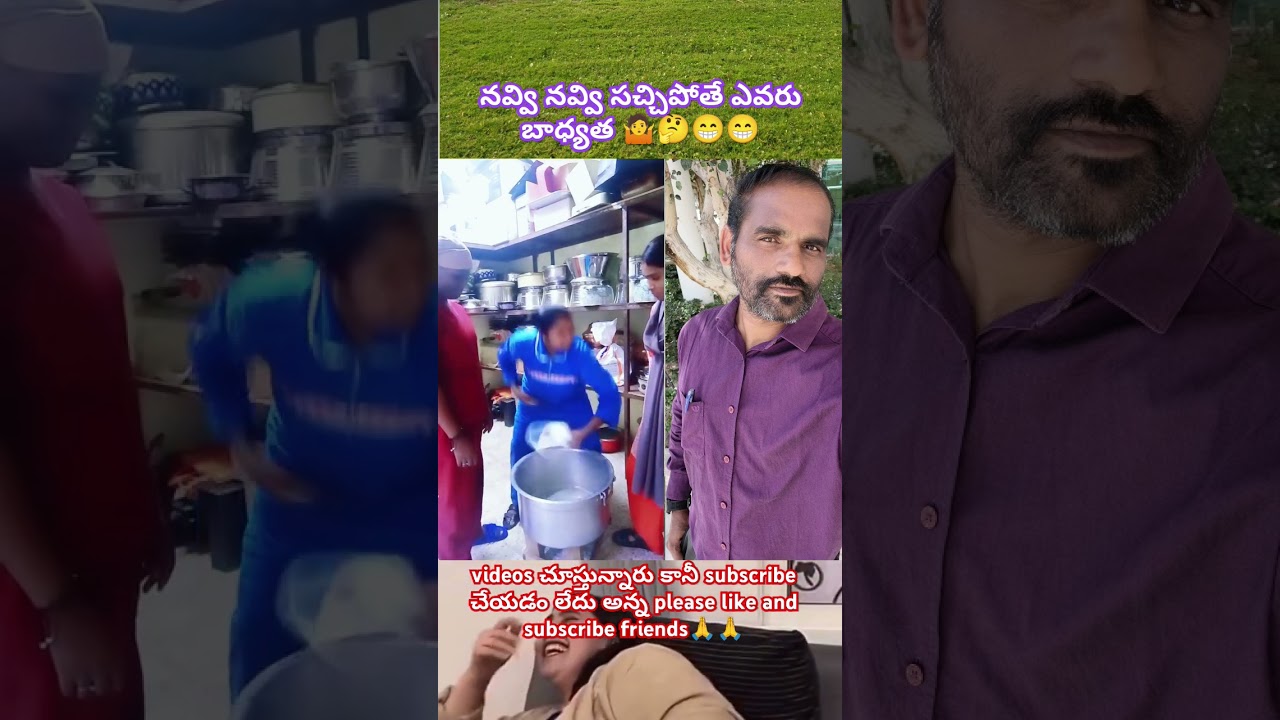 నవ్వి నవ్వి సచ్చిపోతే ఎవరు
బాధ్యత 🤷🤔😁😁
videos చూస్తున్నారు కానీ subscribe
చేయడం లేదు అన్న please like and
subscribe friends🙏🙏